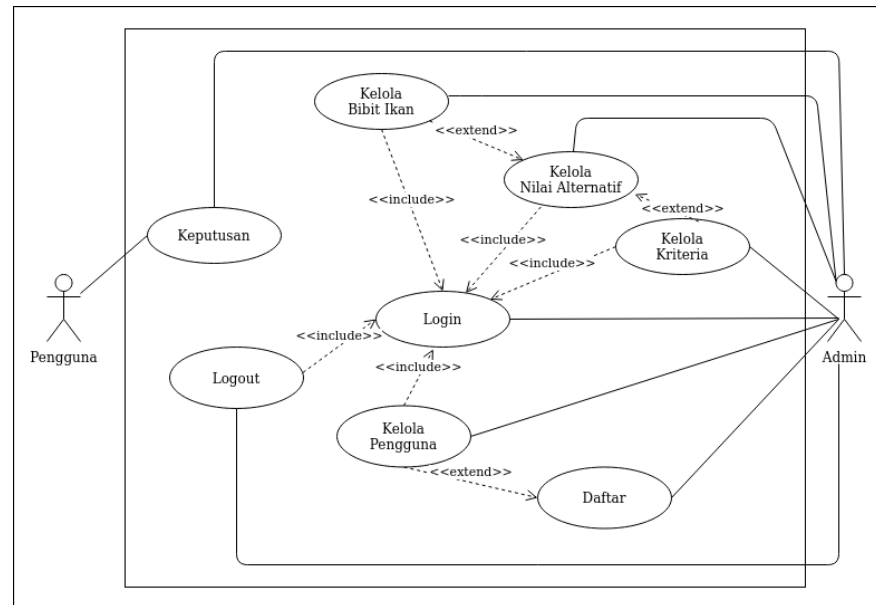 Kelola
Bibit Ikan
<<extend>>
Kelola
Nilai Alternatif
<<include>>
<<extend>>
Keputusan
<<include>>
Kelola
Kriteria
<<include>>
Login
Pengguna
Admin
<<include>>
Logout
<<include>>
Kelola
Pengguna
<<extend>>
Daftar